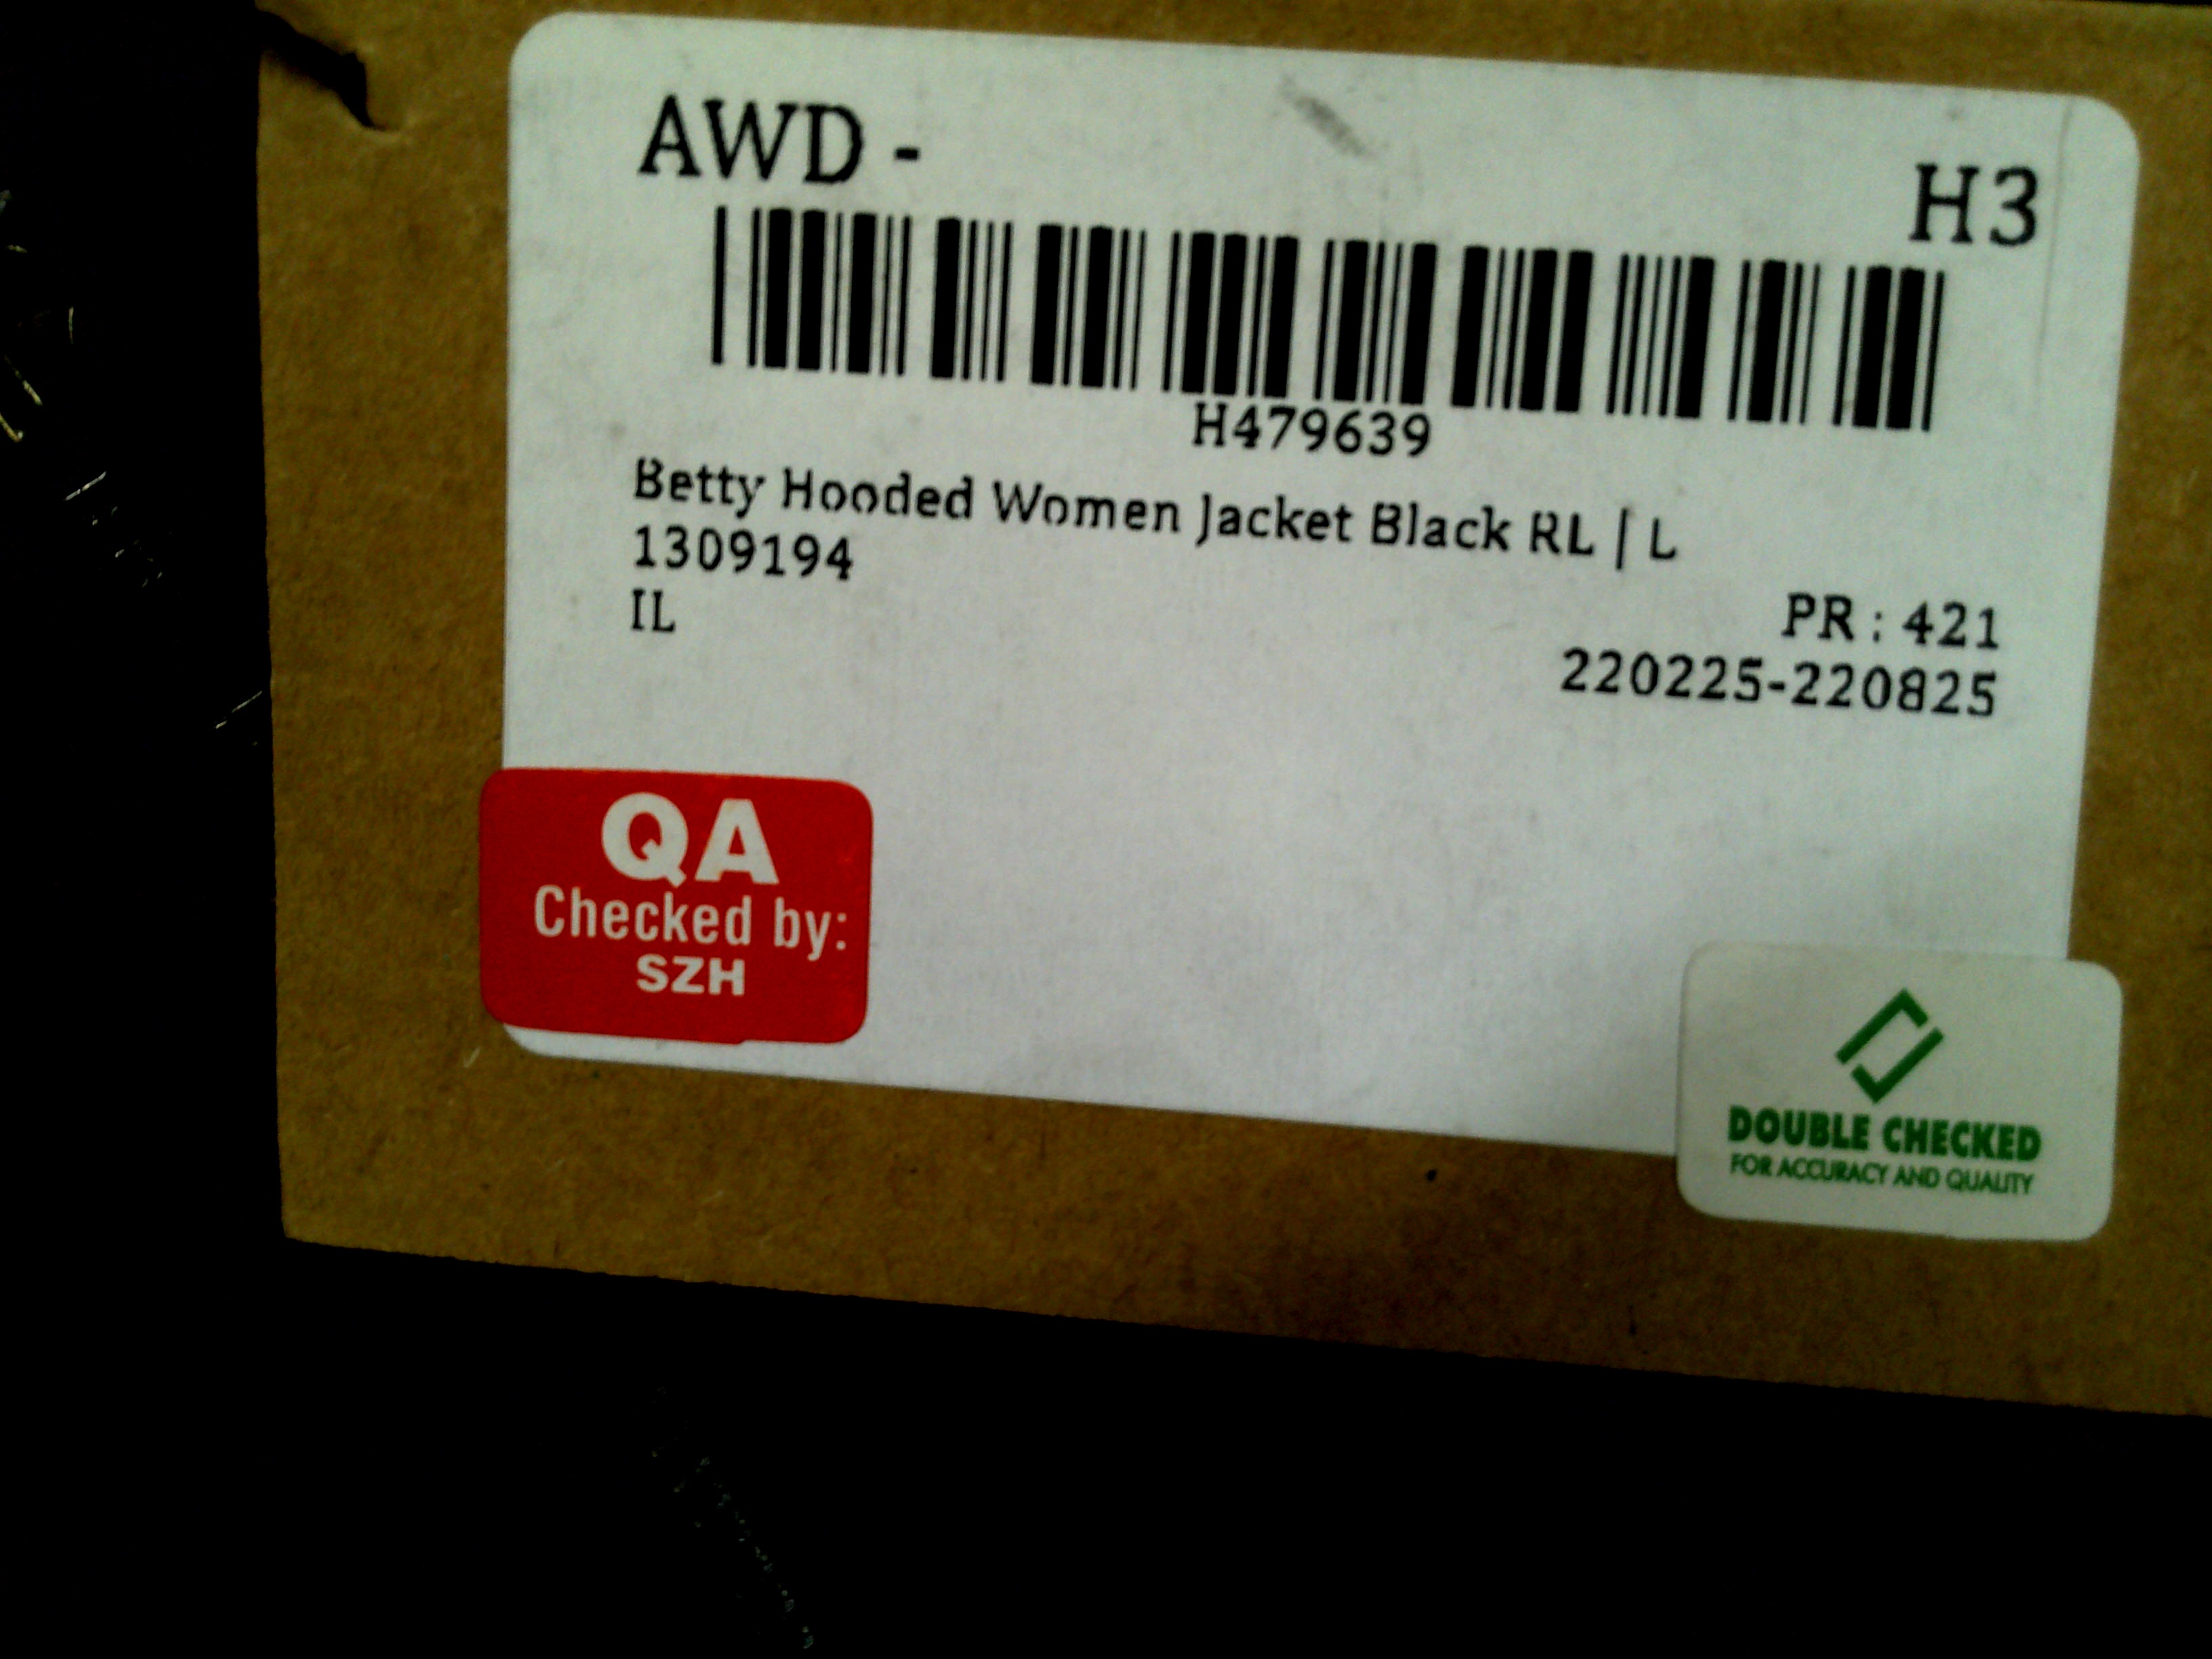 AWD - H3
H479639
Betty Hooded Women Jacket Black RL | L
1309194
PR : 421
IL
220225-220825
QA
Checked by:
SZH
DOUBLE CHECKED
FOR ACCURACY AND QUALITY